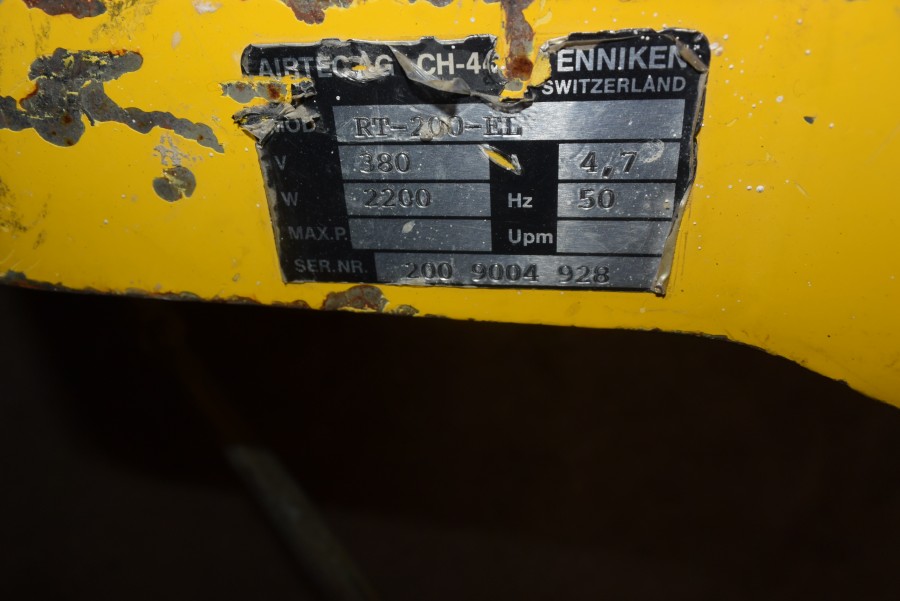 AIRTEC AG CH-44 ENNIKEN
SWITZERLAND
MOD. RT-200-EL
V 380 A 4,7
W 2200 Hz 50
MAX.P. Upm
SER.NR. 200 9004 928